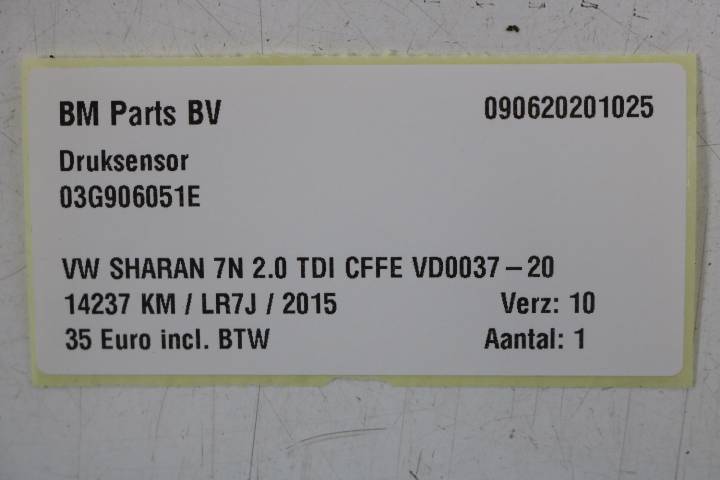 BM Parts BV 090620201025
Druksensor
03G906051E
VW SHARAN 7N 2.0 TDI CFFE VD0037-20
14237 KM / LR7J / 2015 Verz: 10
35 Euro incl. BTW Aantal: 1